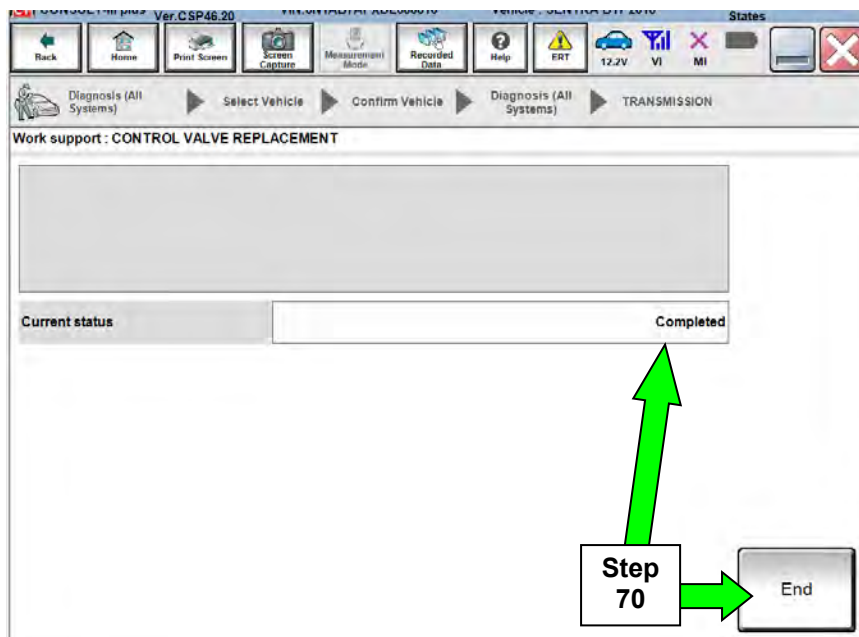 Ver.CSP46.20
States
Back
Home
Print Screen
Screen Capture
Measurement Mode
Recorded Data
Help
ERT
12.2V
VI
MI
Diagnosis (All Systems)
Select Vehicle
Confirm Vehicle
Diagnosis (All Systems)
TRANSMISSION
Work support : CONTROL VALVE REPLACEMENT
Current status
Completed
Step
70
End